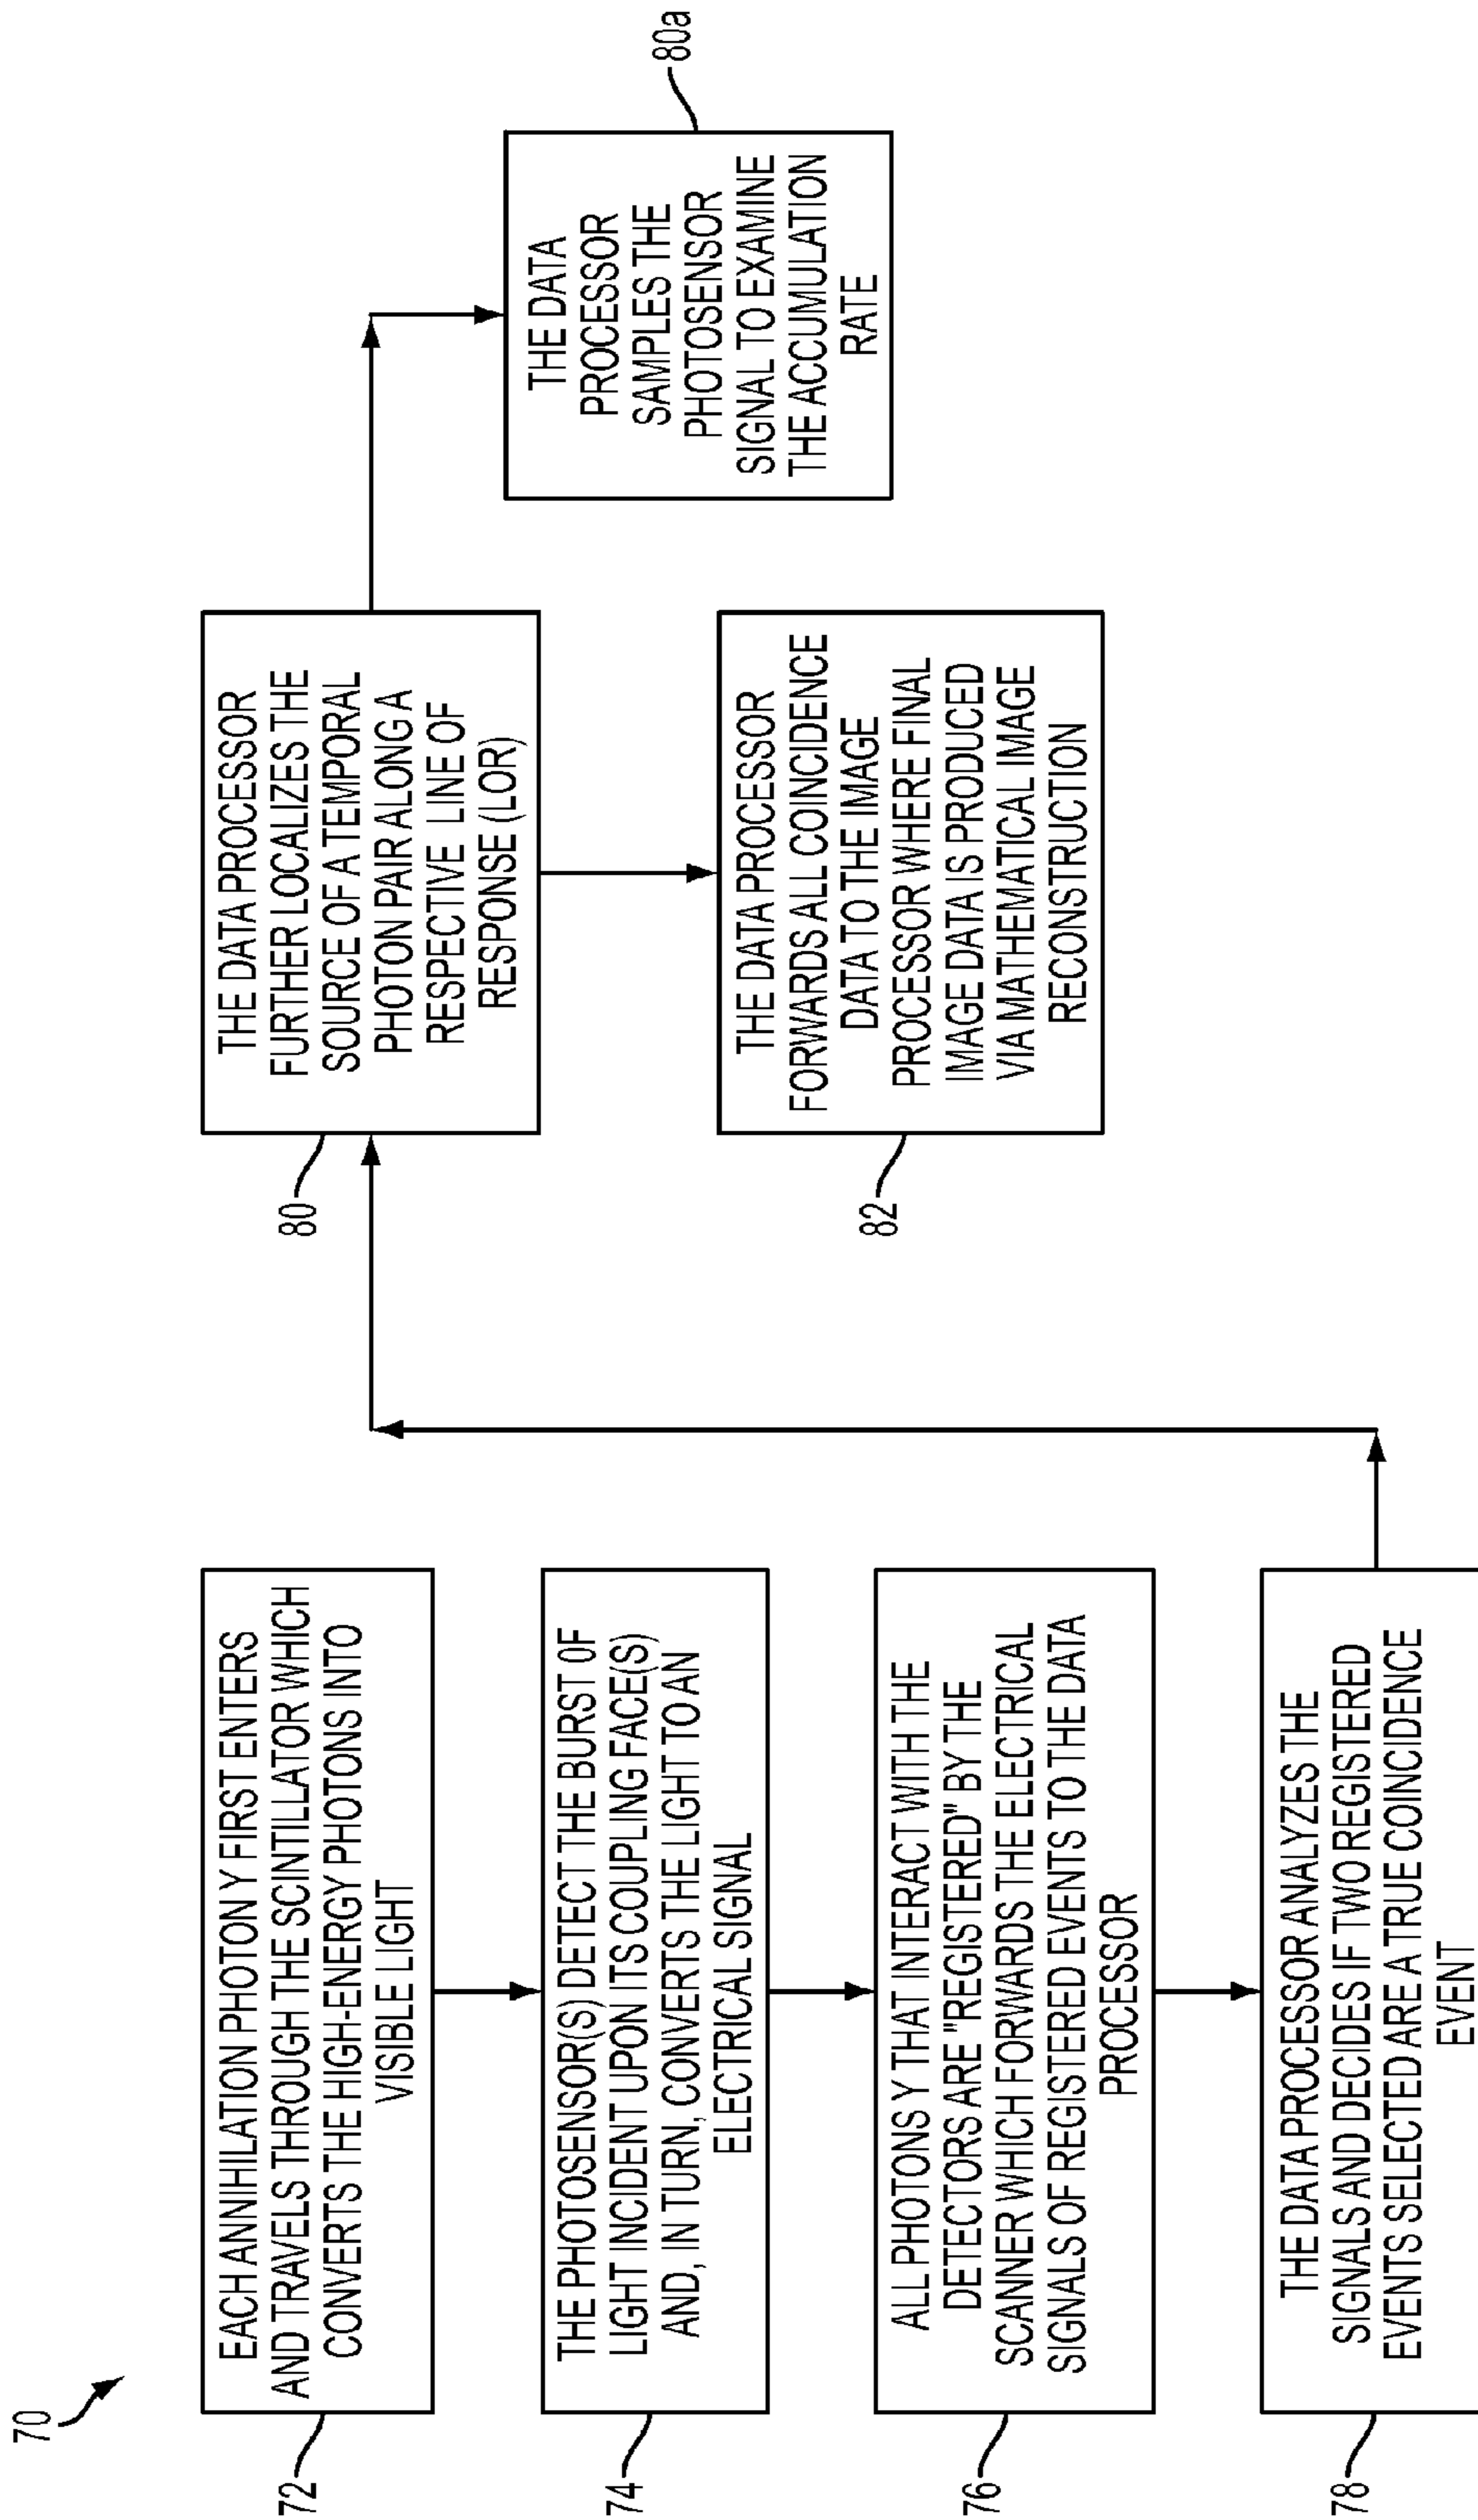 70
72
EACH ANNIHILATION PHOTON Y FIRST ENTERS
AND TRAVELS THROUGH THE SCINTILLATOR WHICH
CONVERTS THE HIGH-ENERGY PHOTONS INTO
VISIBLE LIGHT
74
THE PHOTOSENSOR(S) DETECT THE BURST OF
LIGHT INCIDENT UPON ITS COUPLING FACE(S)
AND, IN TURN, CONVERTS THE LIGHT TO AN
ELECTRICAL SIGNAL
76
ALL PHOTONS Y THAT INTERACT WITH THE
DETECTORS ARE "REGISTERED" BY THE
SCANNER WHICH FORWARDS THE ELECTRICAL
SIGNALS OF REGISTERED EVENTS TO THE DATA
PROCESSOR
78
THE DATA PROCESSOR ANALYZES THE
SIGNALS AND DECIDES IF TWO REGISTERED
EVENTS SELECTED ARE A TRUE COINCIDENCE
EVENT
80
THE DATA PROCESSOR
FURTHER LOCALIZES THE
SOURCE OF A TEMPORAL
PHOTON PAIR ALONG A
RESPECTIVE LINE OF
RESPONSE (LOR)
82
THE DATA PROCESSOR
FORWARDS ALL COINCIDENCE
DATA TO THE IMAGE
PROCESSOR WHERE FINAL
IMAGE DATA IS PRODUCED
VIA MATHEMATICAL IMAGE
RECONSTRUCTION
80a
THE DATA
PROCESSOR
SAMPLES THE
PHOTOSENSOR
SIGNAL TO EXAMINE
THE ACCUMULATION
RATE